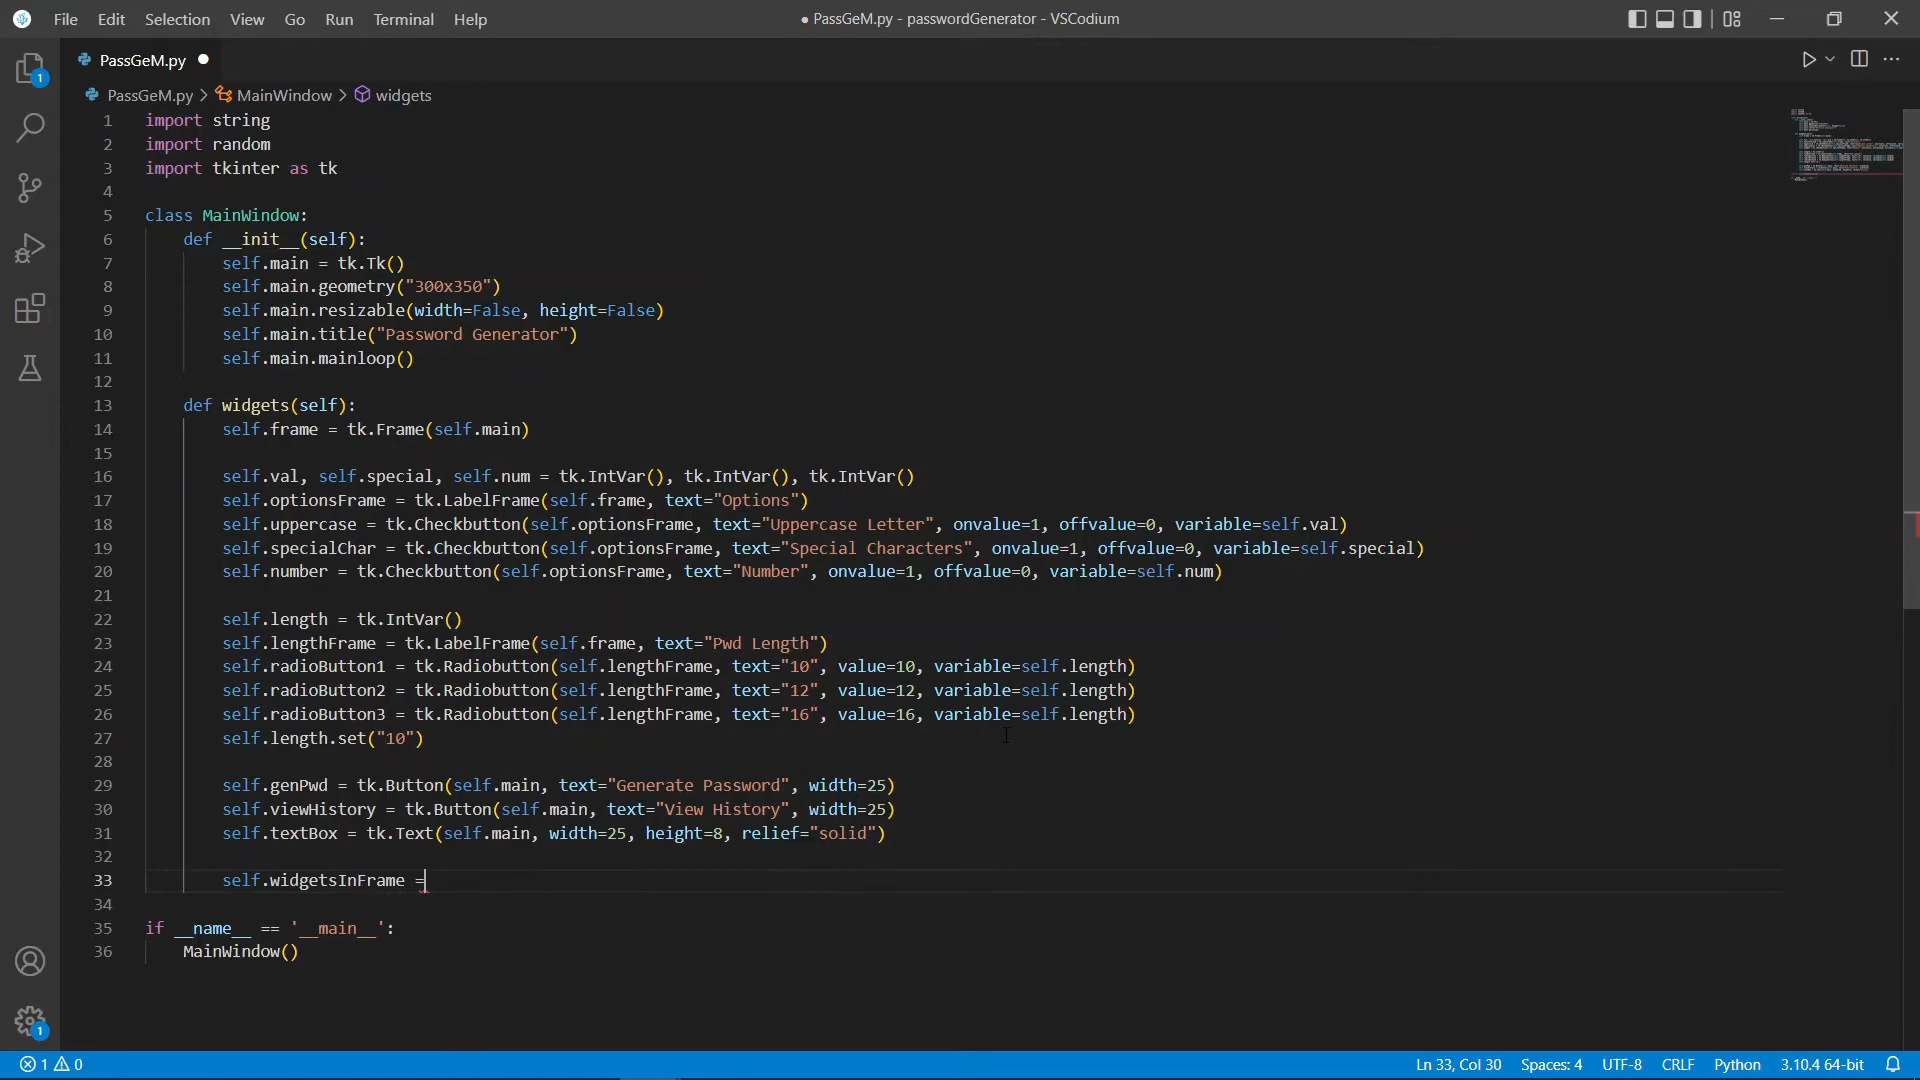 File Edit Selection View Go Run Terminal Help ● PassGeM.py - passwordGenerator - VSCodium
PassGeM.py ●
PassGeM.py > MainWindow > widgets
1 import string
2 import random
3 import tkinter as tk
4
5 class MainWindow:
6     def __init__(self):
7         self.main = tk.Tk()
8         self.main.geometry("300x350")
9         self.main.resizable(width=False, height=False)
10         self.main.title("Password Generator")
11         self.main.mainloop()
12
13     def widgets(self):
14         self.frame = tk.Frame(self.main)
15
16         self.val, self.special, self.num = tk.IntVar(), tk.IntVar(), tk.IntVar()
17         self.optionsFrame = tk.LabelFrame(self.frame, text="Options")
18         self.uppercase = tk.Checkbutton(self.optionsFrame, text="Uppercase Letter", onvalue=1, offvalue=0, variable=self.val)
19         self.specialChar = tk.Checkbutton(self.optionsFrame, text="Special Characters", onvalue=1, offvalue=0, variable=self.special)
20         self.number = tk.Checkbutton(self.optionsFrame, text="Number", onvalue=1, offvalue=0, variable=self.num)
21
22         self.length = tk.IntVar()
23         self.lengthFrame = tk.LabelFrame(self.frame, text="Pwd Length")
24         self.radioButton1 = tk.Radiobutton(self.lengthFrame, text="10", value=10, variable=self.length)
25         self.radioButton2 = tk.Radiobutton(self.lengthFrame, text="12", value=12, variable=self.length)
26         self.radioButton3 = tk.Radiobutton(self.lengthFrame, text="16", value=16, variable=self.length)
27         self.length.set("10")
28
29         self.genPwd = tk.Button(self.main, text="Generate Password", width=25)
30         self.viewHistory = tk.Button(self.main, text="View History", width=25)
31         self.textBox = tk.Text(self.main, width=25, height=8, relief="solid")
32
33         self.widgetsInFrame =
34
35 if __name__ == '__main__':
36     MainWindow()
1
1
1 0 Ln 33, Col 30 Spaces: 4 UTF-8 CRLF Python 3.10.4 64-bit